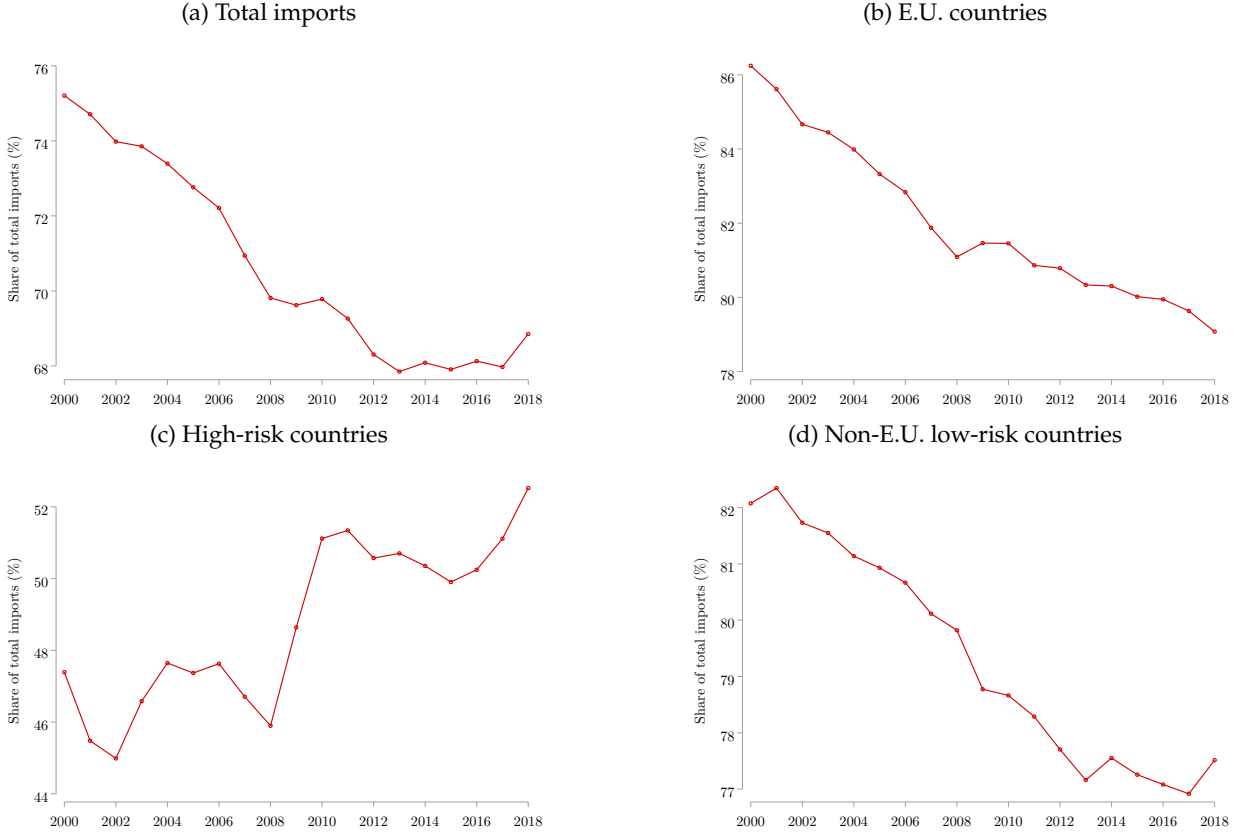 (a) Total imports
Share of total imports (%)
76
74
72
70
68
2000 2002 2004 2006 2008 2010 2012 2014 2016 2018
(b) E.U. countries
Share of total imports (%)
86
84
82
80
78
2000 2002 2004 2006 2008 2010 2012 2014 2016 2018
(c) High-risk countries
Share of total imports (%)
52
50
48
46
44
2000 2002 2004 2006 2008 2010 2012 2014 2016 2018
(d) Non-E.U. low-risk countries
Share of total imports (%)
82
81
80
79
78
77
2000 2002 2004 2006 2008 2010 2012 2014 2016 2018